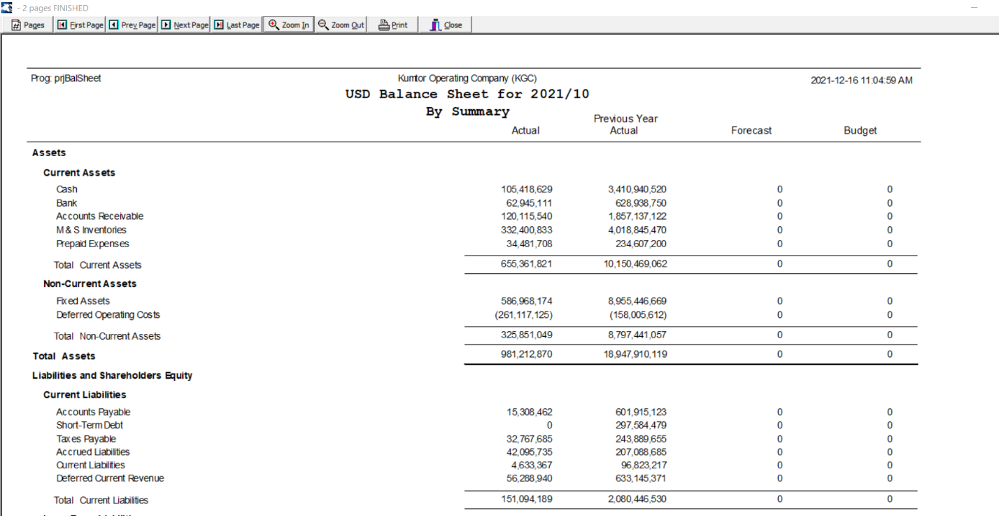 - 2 pages FINISHED
Pages First Page Prev Page Next Page Last Page Zoom In Zoom Out Print Close
Prog: prjBalSheet Kumtor Operating Company (KGC) 2021-12-16 11:04:59 AM
USD Balance Sheet for 2021/10
By Summary
Previous Year
Actual Actual Forecast Budget
Assets
Current Assets
Cash 105,418,629 3,410,940,520 0 0
Bank 62,945,111 628,938,750 0 0
Accounts Receivable 120,115,540 1,857,137,122 0 0
M & S Inventories 332,400,833 4,018,845,470 0 0
Prepaid Expenses 34,481,708 234,607,200 0 0
Total Current Assets 655,361,821 10,150,469,062 0 0
Non-Current Assets
Fixed Assets 586,968,174 8,955,446,669 0 0
Deferred Operating Costs (261,117,125) (158,005,612) 0 0
Total Non-Current Assets 325,851,049 8,797,441,057 0 0
Total Assets 981,212,870 18,947,910,119 0 0
Liabilities and Shareholders Equity
Current Liabilities
Accounts Payable 15,308,462 601,915,123 0 0
Short-Term Debt 0 297,584,479 0 0
Taxes Payable 32,767,685 243,889,655 0 0
Accrued Liabilities 42,095,735 207,088,685 0 0
Current Liabilities 4,633,367 96,823,217 0 0
Deferred Current Revenue 56,288,940 633,145,371 0 0
Total Current Liabilities 151,094,189 2,080,446,530 0 0